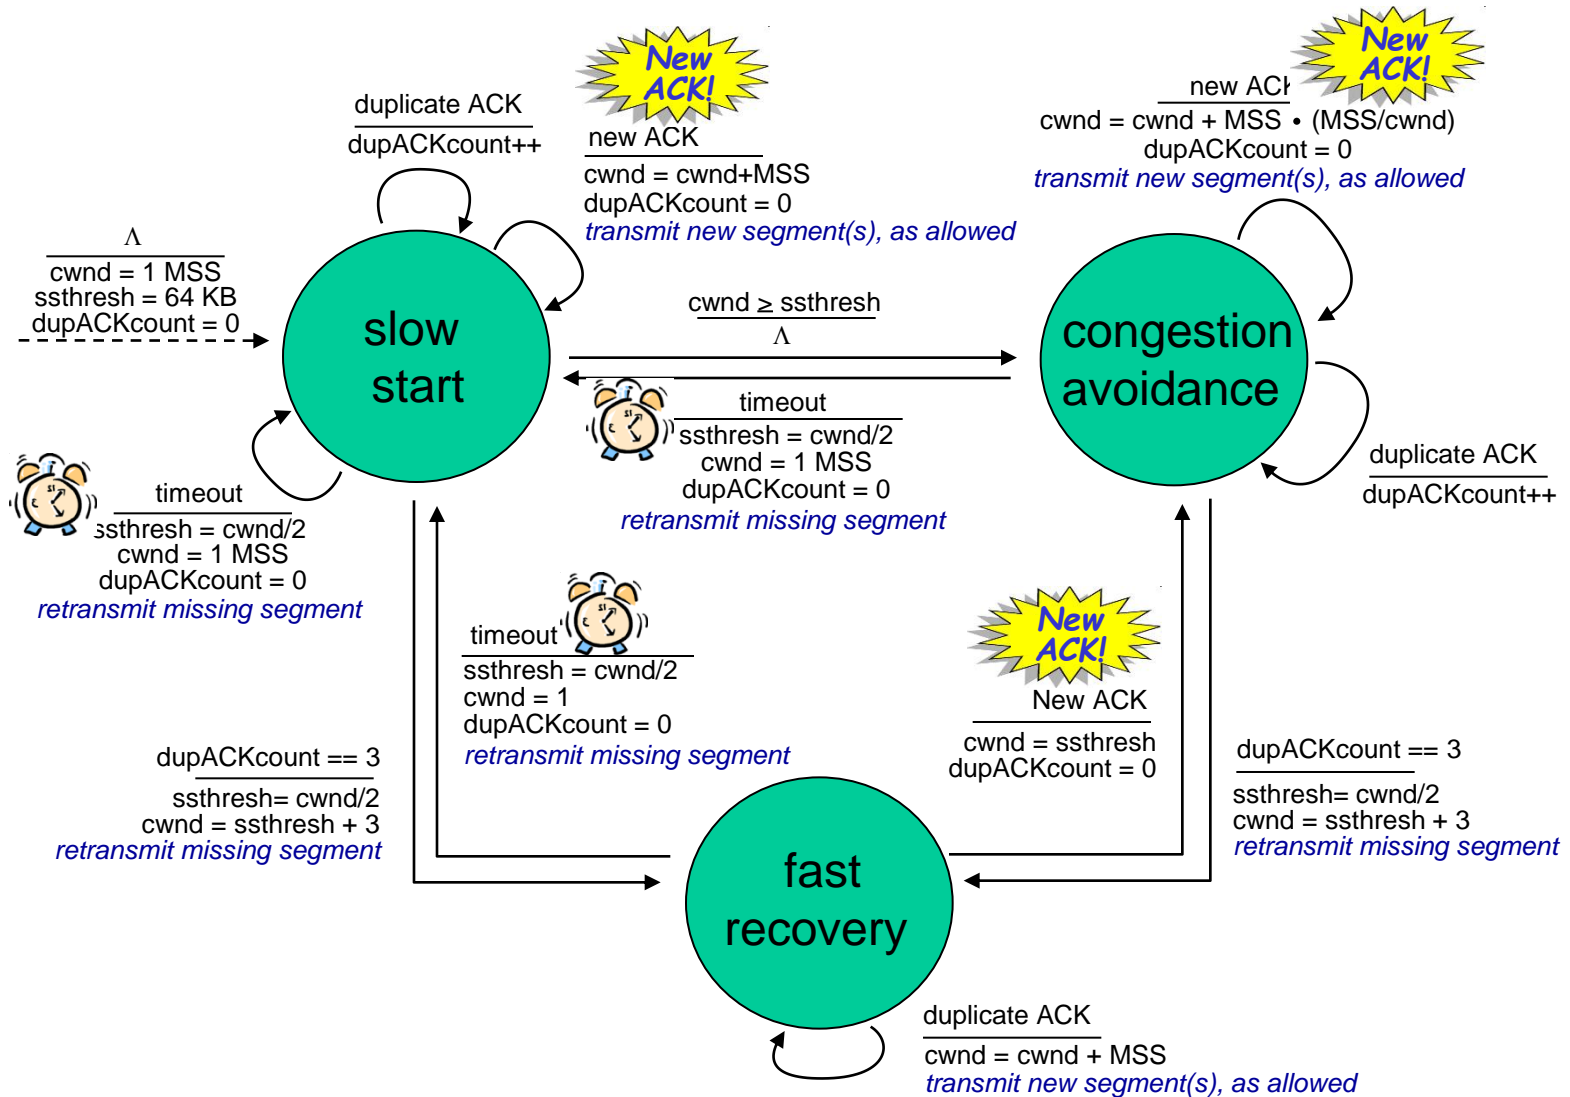 New
ACK!
duplicate ACK
dupACKcount++
new ACK
cwnd = cwnd+MSS
dupACKcount = 0
transmit new segment(s), as allowed
New
ACK!
new ACK
cwnd = cwnd + MSS • (MSS/cwnd)
dupACKcount = 0
transmit new segment(s), as allowed
Λ
cwnd = 1 MSS
ssthresh = 64 KB
dupACKcount = 0
slow
start
cwnd ≥ ssthresh
Λ
congestion
avoidance
timeout
ssthresh = cwnd/2
cwnd = 1 MSS
dupACKcount = 0
retransmit missing segment
duplicate ACK
dupACKcount++
timeout
ssthresh = cwnd/2
cwnd = 1 MSS
dupACKcount = 0
retransmit missing segment
timeout
ssthresh = cwnd/2
cwnd = 1
dupACKcount = 0
retransmit missing segment
New
ACK!
New ACK
cwnd = ssthresh
dupACKcount = 0
dupACKcount == 3
ssthresh= cwnd/2
cwnd = ssthresh + 3
retransmit missing segment
dupACKcount == 3
ssthresh= cwnd/2
cwnd = ssthresh + 3
retransmit missing segment
fast
recovery
duplicate ACK
cwnd = cwnd + MSS
transmit new segment(s), as allowed